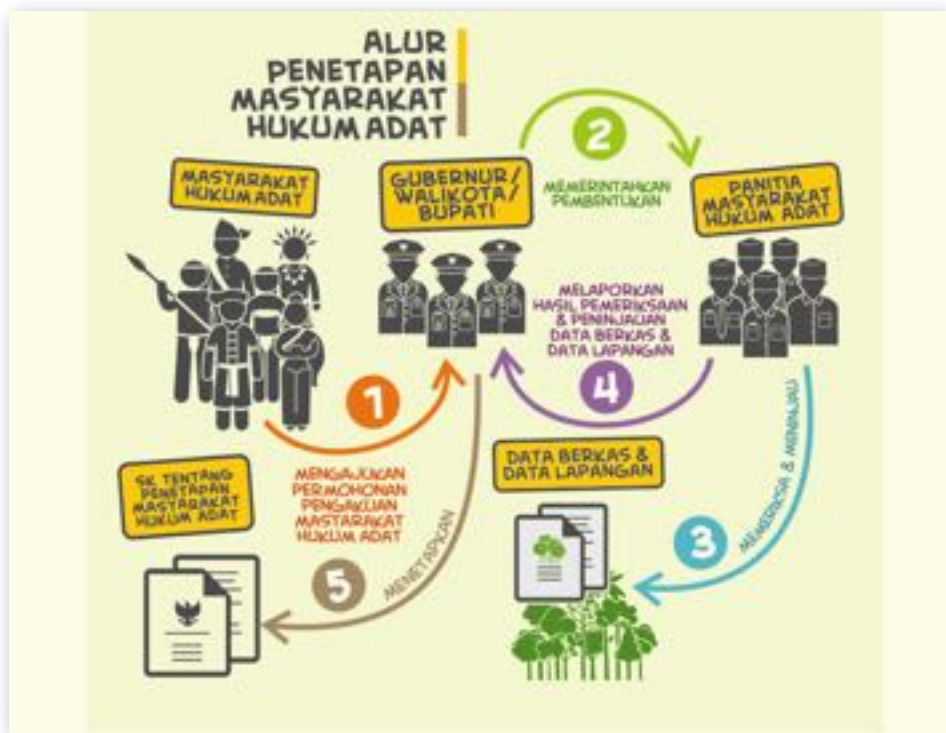 ALUR
PENETAPAN
MASYARAKAT
HUKUM ADAT
MASYARAKAT
HUKUM ADAT
GUBERNUR/
WALIKOTA/
BUPATI
2
MEMERINTAHKAN
PEMBENTUKAN
PANITIA
MASYARAKAT
HUKUM ADAT
1
MENGAJUKAN
PERMOHONAN
PENGAKUAN
MASTARAKAT
HUKUM ADAT
MELAPORKAN
HASIL PEMERIKSAAN
& PENINJAUAN
DATA BERKAS &
DATA LAPANGAN
4
DATA BERKAS &
DATA LAPANGAN
3
MEMERIKSA & MENINJAU
SK TENTANG
PENETAPAN
MASYARAKAT
HUKUM ADAT
5
MENETAPKAN